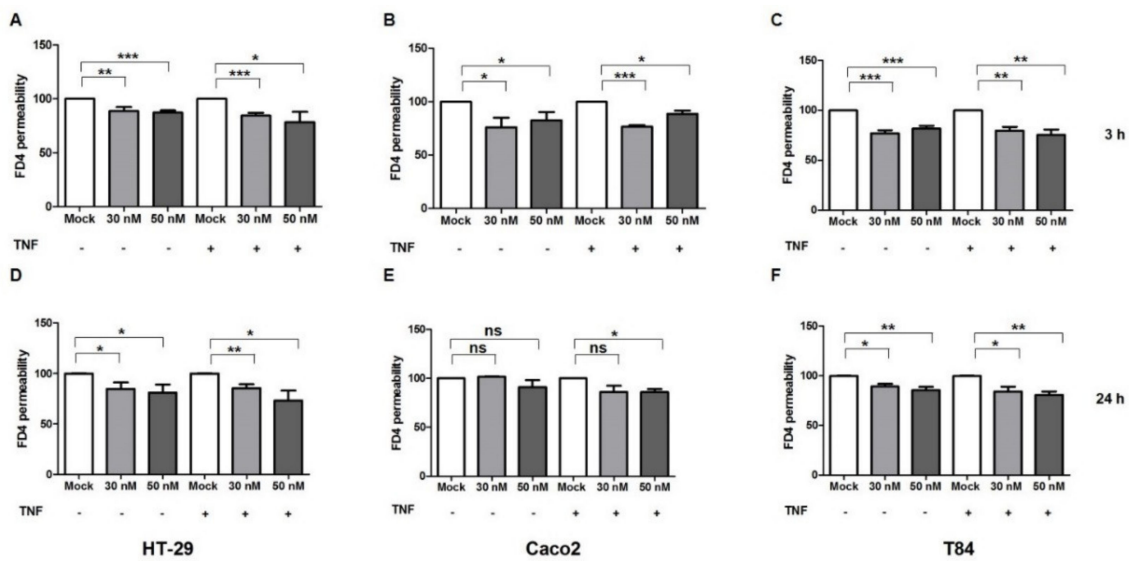 A
FD4 permeability
150
100
50
0
** *** *** *
Mock 30 nM 50 nM Mock 30 nM 50 nM
TNF - - - + + +
B
FD4 permeability
150
100
50
0
* * *** *
Mock 30 nM 50 nM Mock 30 nM 50 nM
TNF - - - + + +
C
FD4 permeability
150
100
50
0
*** *** ** **
Mock 30 nM 50 nM Mock 30 nM 50 nM
TNF - - - + + +
3 h
D
FD4 permeability
150
100
50
0
* * ** *
Mock 30 nM 50 nM Mock 30 nM 50 nM
TNF - - - + + +
HT-29
E
FD4 permeability
150
100
50
0
ns ns ns *
Mock 30 nM 50 nM Mock 30 nM 50 nM
TNF - - - + + +
Caco2
F
FD4 permeability
150
100
50
0
* ** * **
Mock 30 nM 50 nM Mock 30 nM 50 nM
TNF - - - + + +
T84
24 h